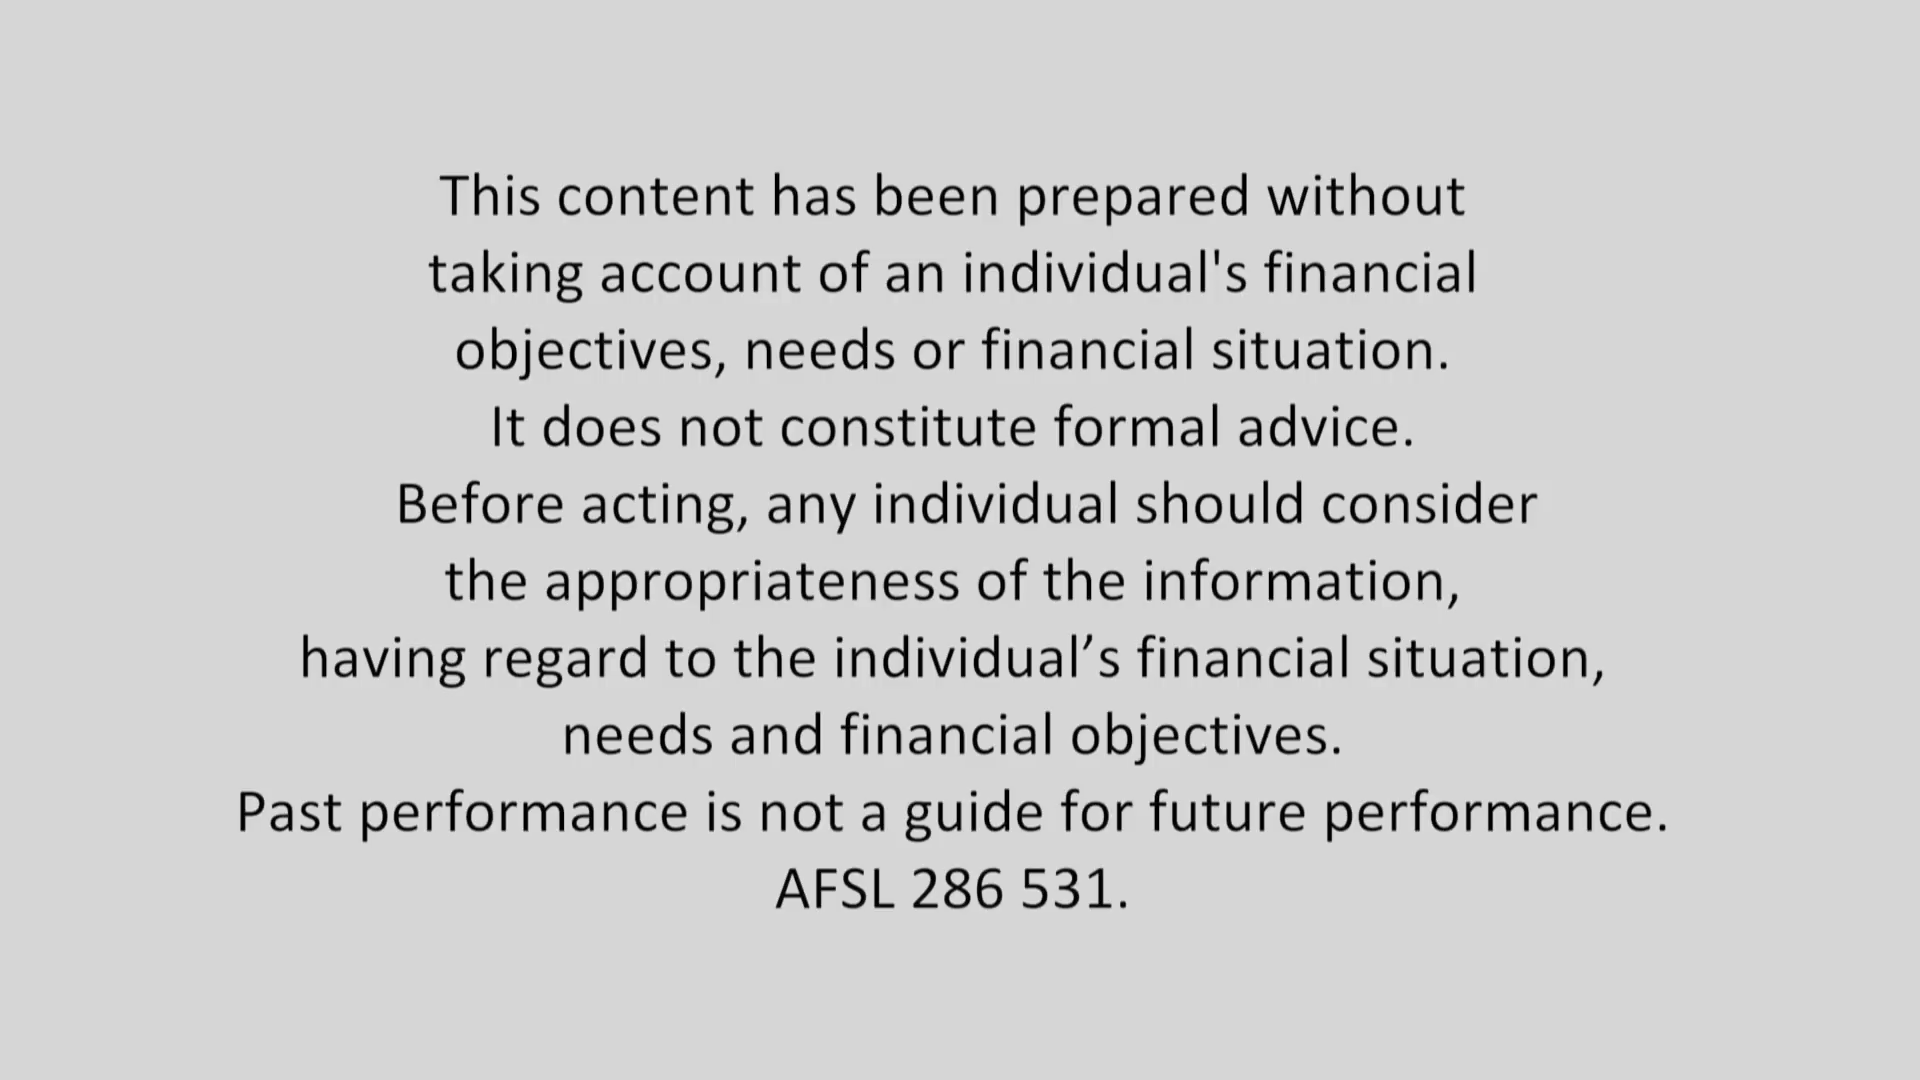 This content has been prepared without
taking account of an individual's financial
objectives, needs or financial situation.
It does not constitute formal advice.
Before acting, any individual should consider
the appropriateness of the information,
having regard to the individual’s financial situation,
needs and financial objectives.
Past performance is not a guide for future performance.
AFSL 286 531.